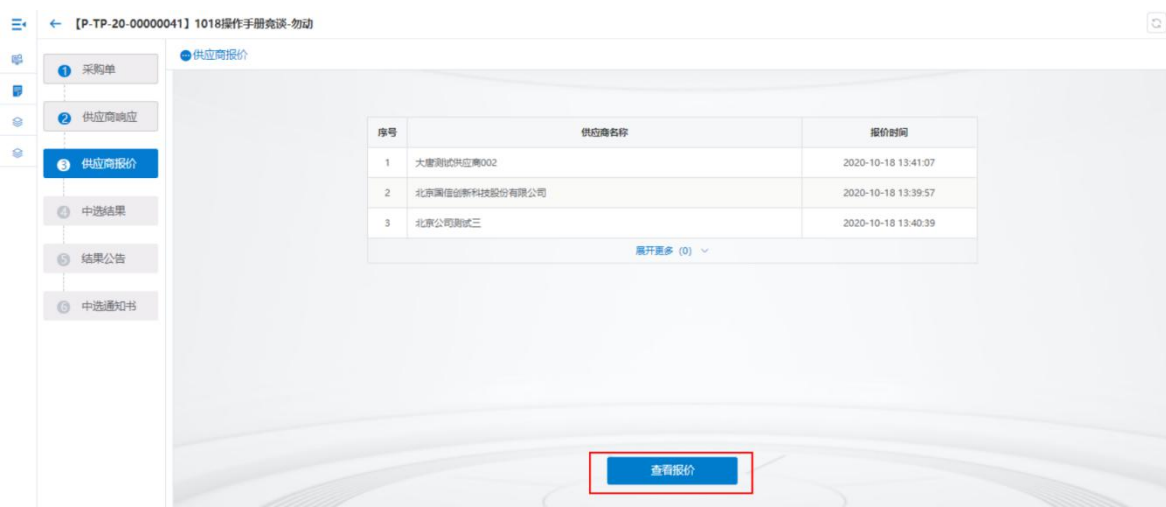 【P-TP-20-00000041】1018操作手册竞谈-勿动
供应商报价
1 采购单
2 供应商响应
3 供应商报价
4 中选结果
5 结果公告
6 中选通知书
序号 供应商名称 报价时间
1 大唐测试供应商002 2020-10-18 13:41:07
2 北京国信创新科技股份有限公司 2020-10-18 13:39:57
3 北京公司测试三 2020-10-18 13:40:39
展开更多 (0)
查看报价